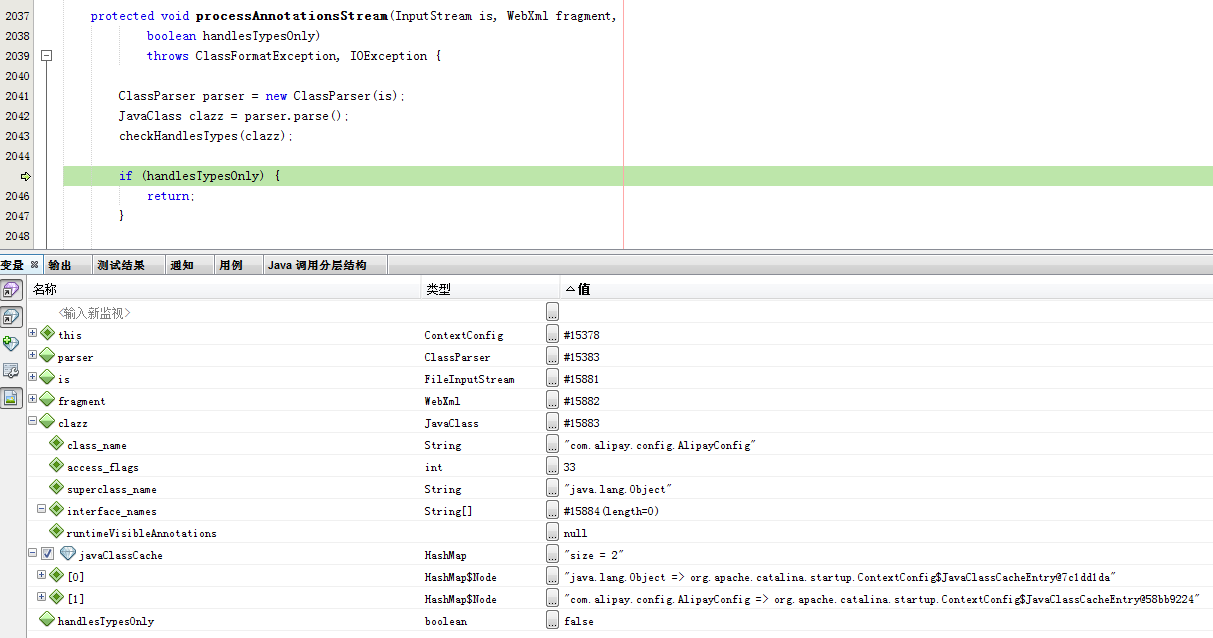 2037 protected void processAnnotationsStream(InputStream is, WebXml fragment,
2038 boolean handlesTypesOnly)
2039 throws ClassFormatException, IOException {
2040
2041 ClassParser parser = new ClassParser(is);
2042 JavaClass clazz = parser.parse();
2043 checkHandlesTypes(clazz);
2044
if (handlesTypesOnly) {
2046 return;
2047 }
2048
变量 输出 测试结果 通知 用例 Java 调用分层结构
名称 类型 值
<输入新监视> ...
this ContextConfig ... #15378
parser ClassParser ... #15383
is FileInputStream ... #15881
fragment WebXml ... #15882
clazz JavaClass ... #15883
class_name String ... "com.alipay.config.AlipayConfig"
access_flags int ... 33
superclass_name String ... "java.lang.Object"
interface_names String[] ... #15884(length=0)
runtimeVisibleAnnotations ... null
javaClassCache HashMap ... "size = 2"
[0] HashMap$Node ... "java.lang.Object => org.apache.catalina.startup.ContextConfig$JavaClassCacheEntry@7c1dd1da"
[1] HashMap$Node ... "com.alipay.config.AlipayConfig => org.apache.catalina.startup.ContextConfig$JavaClassCacheEntry@58bb9224"
handlesTypesOnly boolean ... false